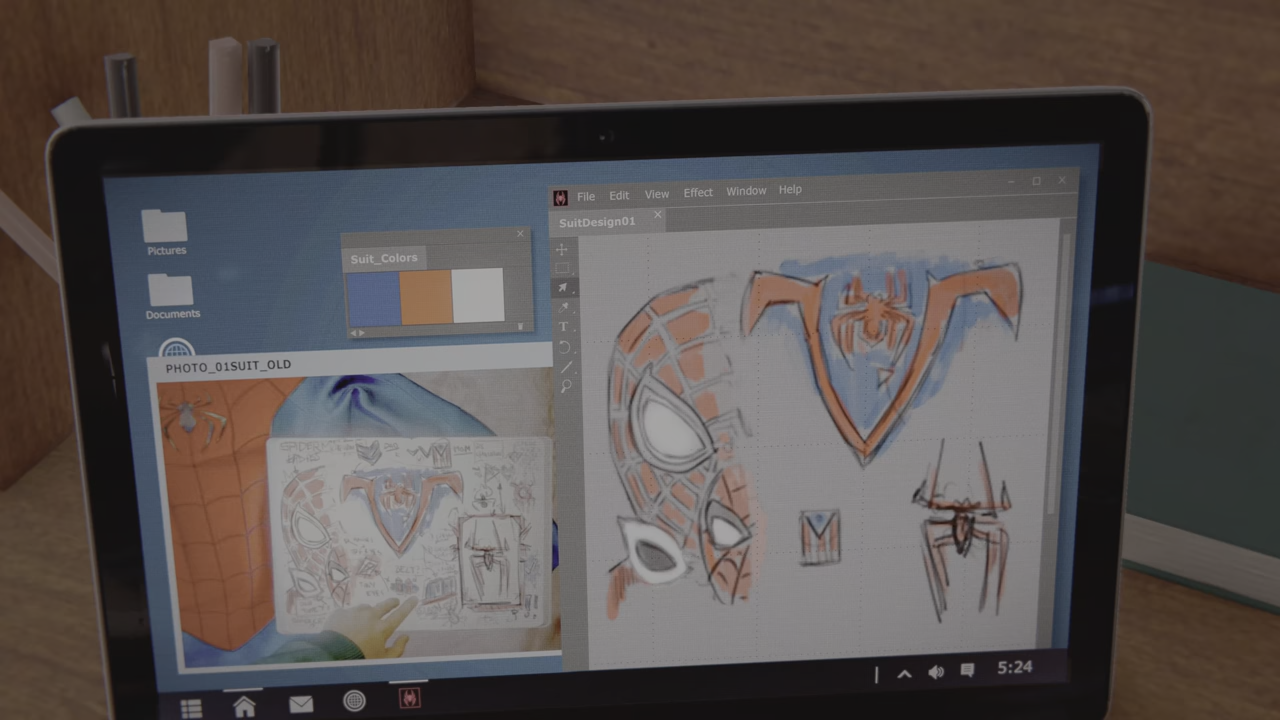 Pictures
Documents
Suit_Colors
PHOTO_01SUIT_OLD
File Edit View Effect Window Help
SuitDesign01
T
5:24